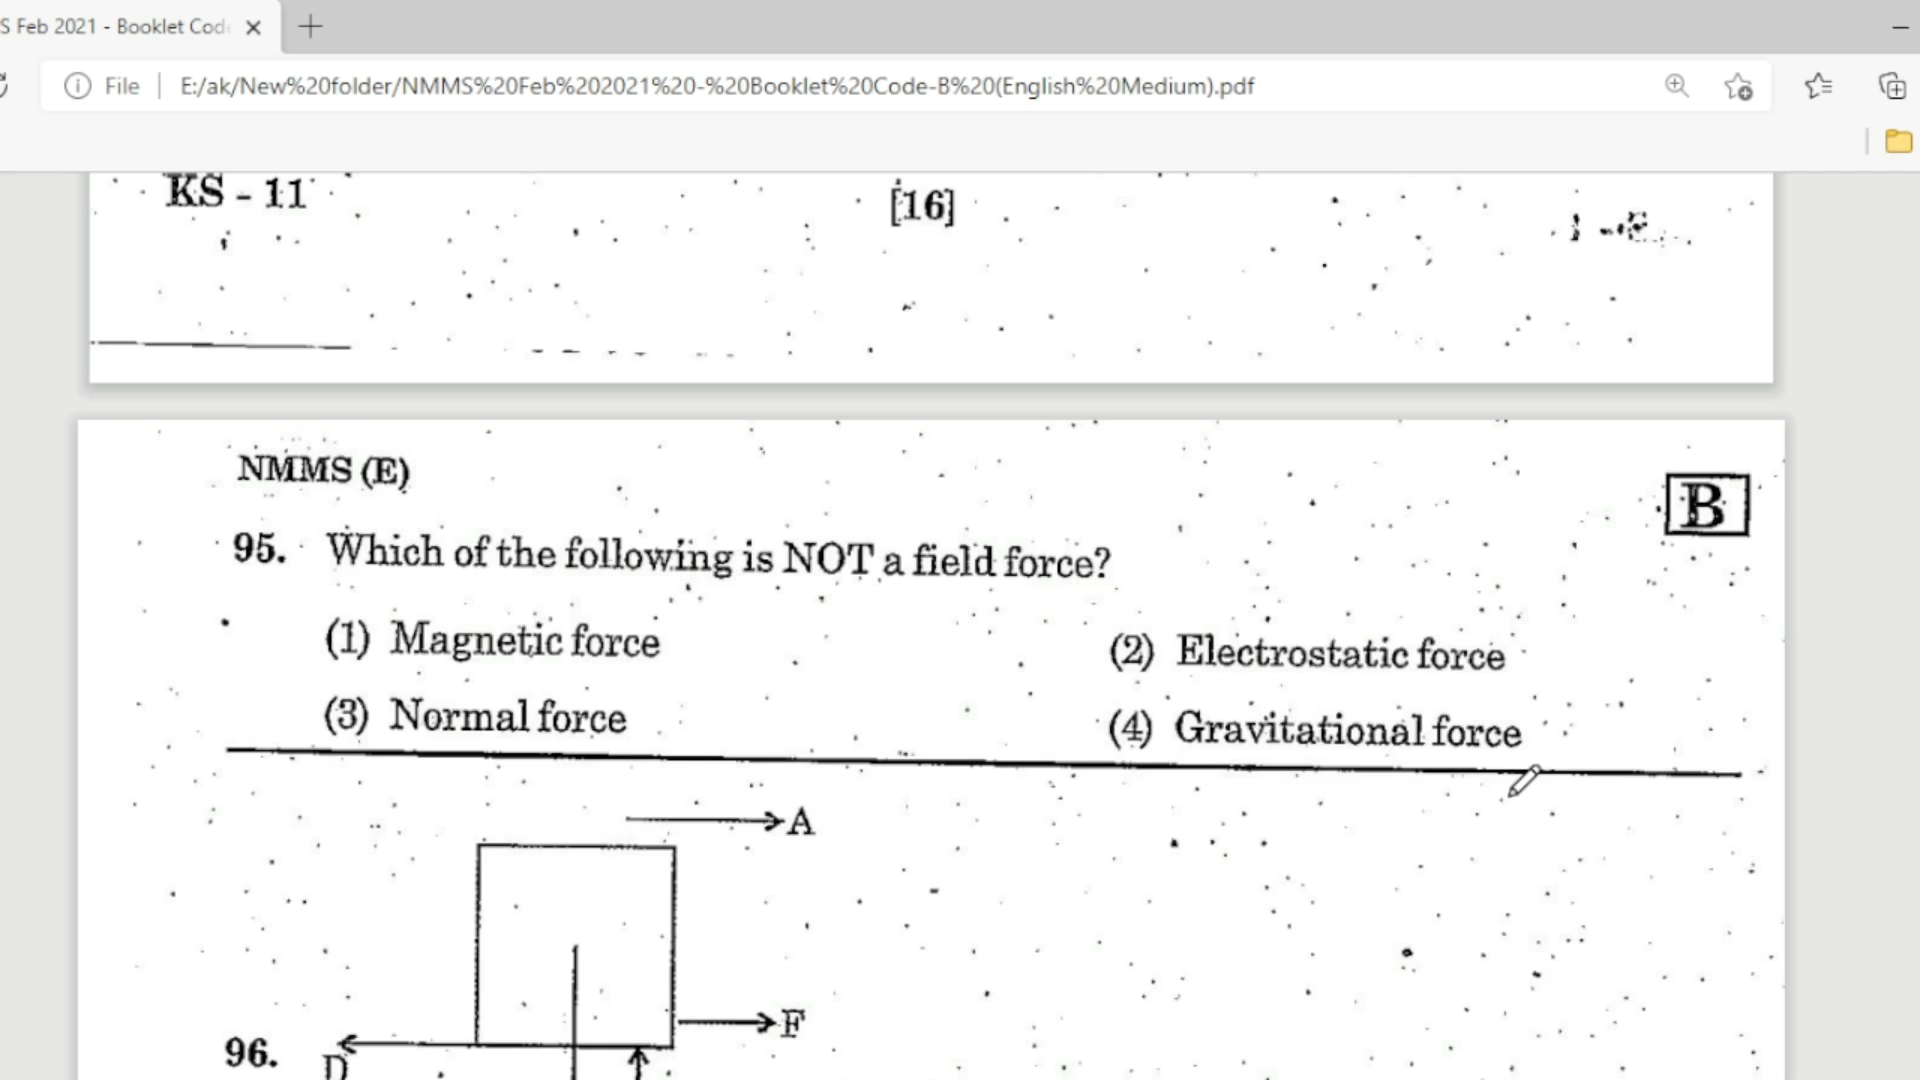 S Feb 2021 - Booklet Cod
File
E:/ak/New%20folder/NMMS%20Feb%202021%20-%20Booklet%20Code-B%20(English%20Medium).pdf
KS - 11
[16]
NMMS (E)
B
95. Which of the following is NOT a field force?
(1) Magnetic force
(2) Electrostatic force
(3) Normal force
(4) Gravitational force
A
F
96.
D